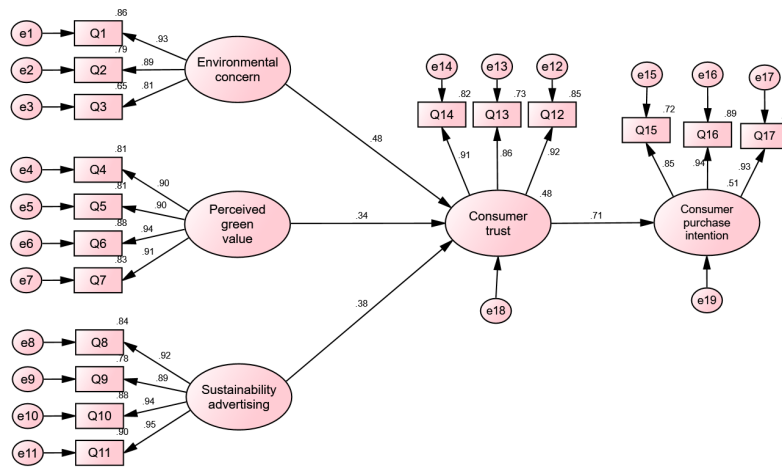 .86
e1
Q1
.93
.79
e2
Q2
.89
.65
e3
Q3
.81
Environmental
concern
.48
.81
e4
Q4
.90
.81
e5
Q5
.90
.88
e6
Q6
.94
.83
e7
Q7
.91
Perceived
green
value
.34
.84
e8
Q8
.92
.78
e9
Q9
.89
.88
e10
Q10
.94
.90
e11
Q11
.95
Sustainability
advertising
.38
e14
e13
e12
.82
.73
.85
Q14
Q13
Q12
.91
.86
.92
.48
Consumer
trust
.71
e18
e15
e16
e17
.72
.89
Q15
Q16
Q17
.85
.94
.93
.51
Consumer
purchase
intention
e19